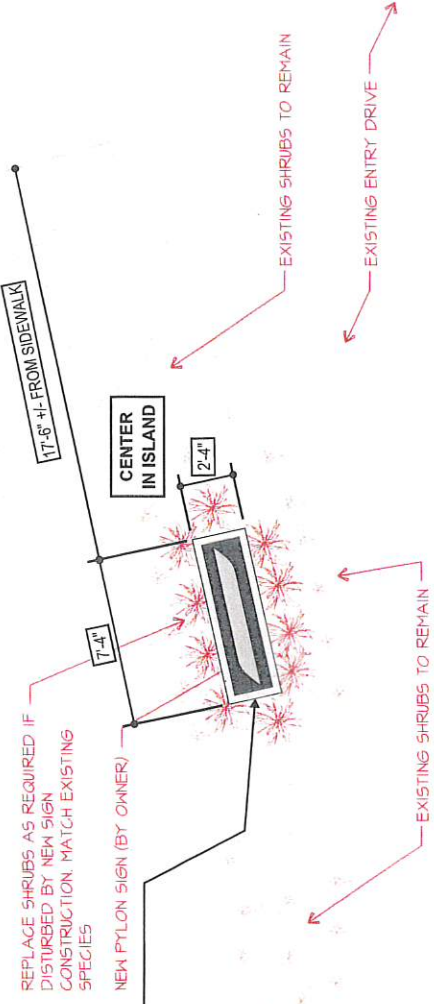 REPLACE SHRUBS AS REQUIRED IF
DISTURBED BY NEW SIGN
CONSTRUCTION. MATCH EXISTING
SPECIES
NEW PYLON SIGN (BY OWNER)
7'-4"
17'-6" +/- FROM SIDEWALK
CENTER
IN ISLAND
2'-4"
EXISTING SHRUBS TO REMAIN
EXISTING ENTRY DRIVE
EXISTING SHRUBS TO REMAIN